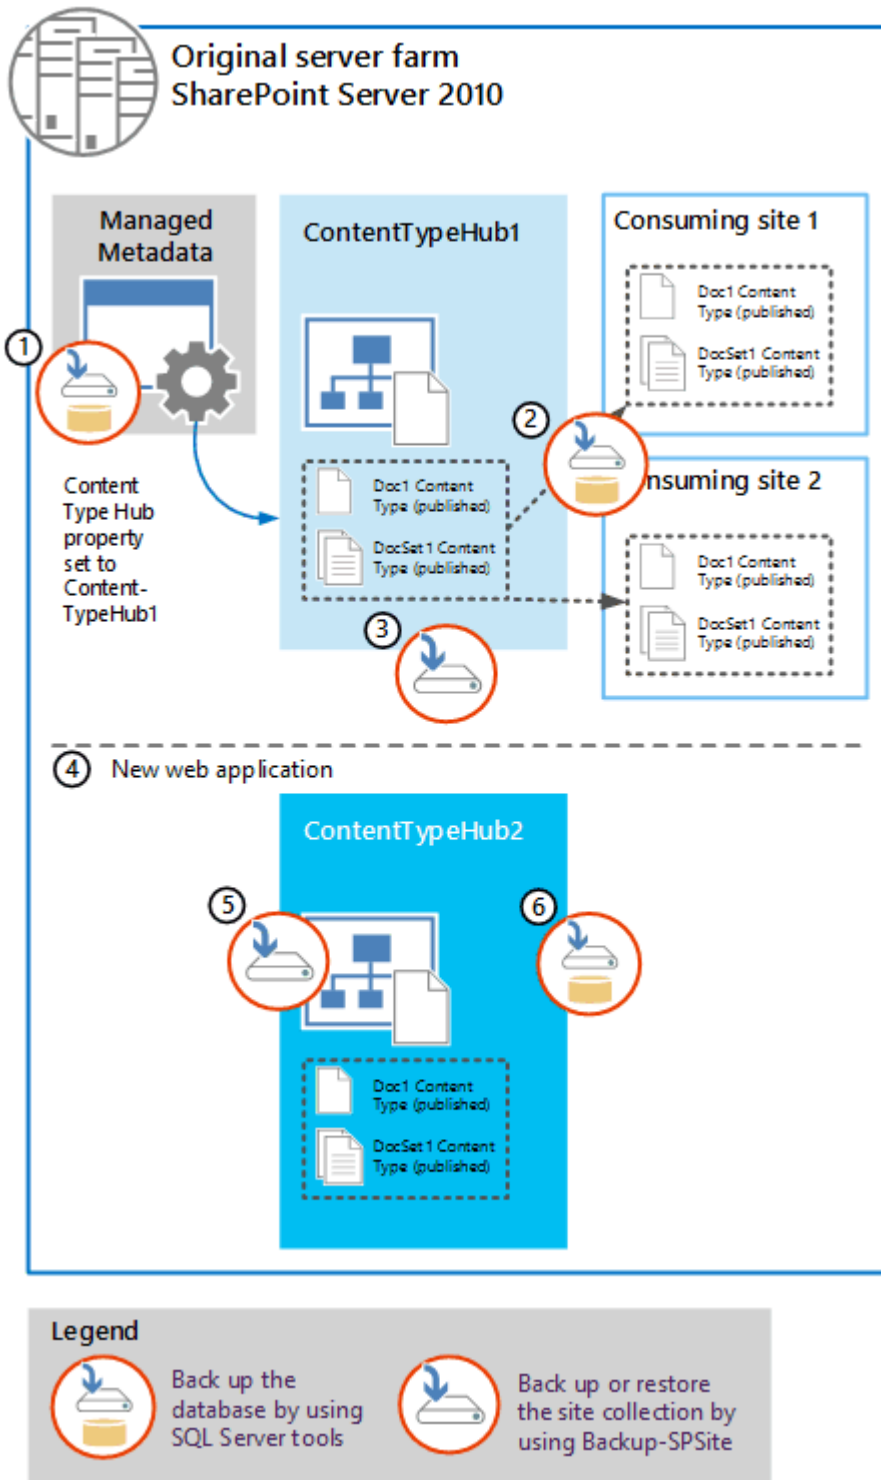 Original server farm
SharePoint Server 2010
Managed
Metadata
1
Content
Type Hub
property
set to
Content-
TypeHub1
ContentTypeHub1
Doc1 Content
Type (published)
DocSet1 Content
Type (published)
2
3
Consuming site 1
Doc1 Content
Type (published)
DocSet1 Content
Type (published)
nsuming site 2
Doc1 Content
Type (published)
DocSet1 Content
Type (published)
4 New web application
ContentTypeHub2
5
6
Doc1 Content
Type (published)
DocSet1 Content
Type (published)
Legend
Back up the
database by using
SQL Server tools
Back up or restore
the site collection by
using Backup-SPSite